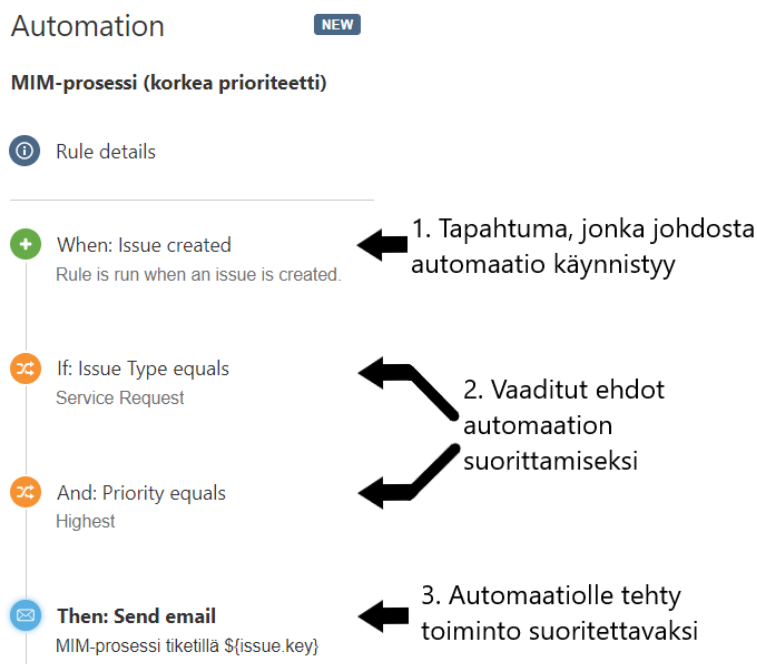 Automation
NEW
MIM-prosessi (korkea prioriteetti)
Rule details
When: Issue created
Rule is run when an issue is created.
1. Tapahtuma, jonka johdosta
automaatio käynnistyy
If: Issue Type equals
Service Request
2. Vaaditut ehdot
automaation
suorittamiseksi
And: Priority equals
Highest
Then: Send email
MIM-prosessi tiketillä ${issue.key}
3. Automaatiolle tehty
toiminto suoritettavaksi